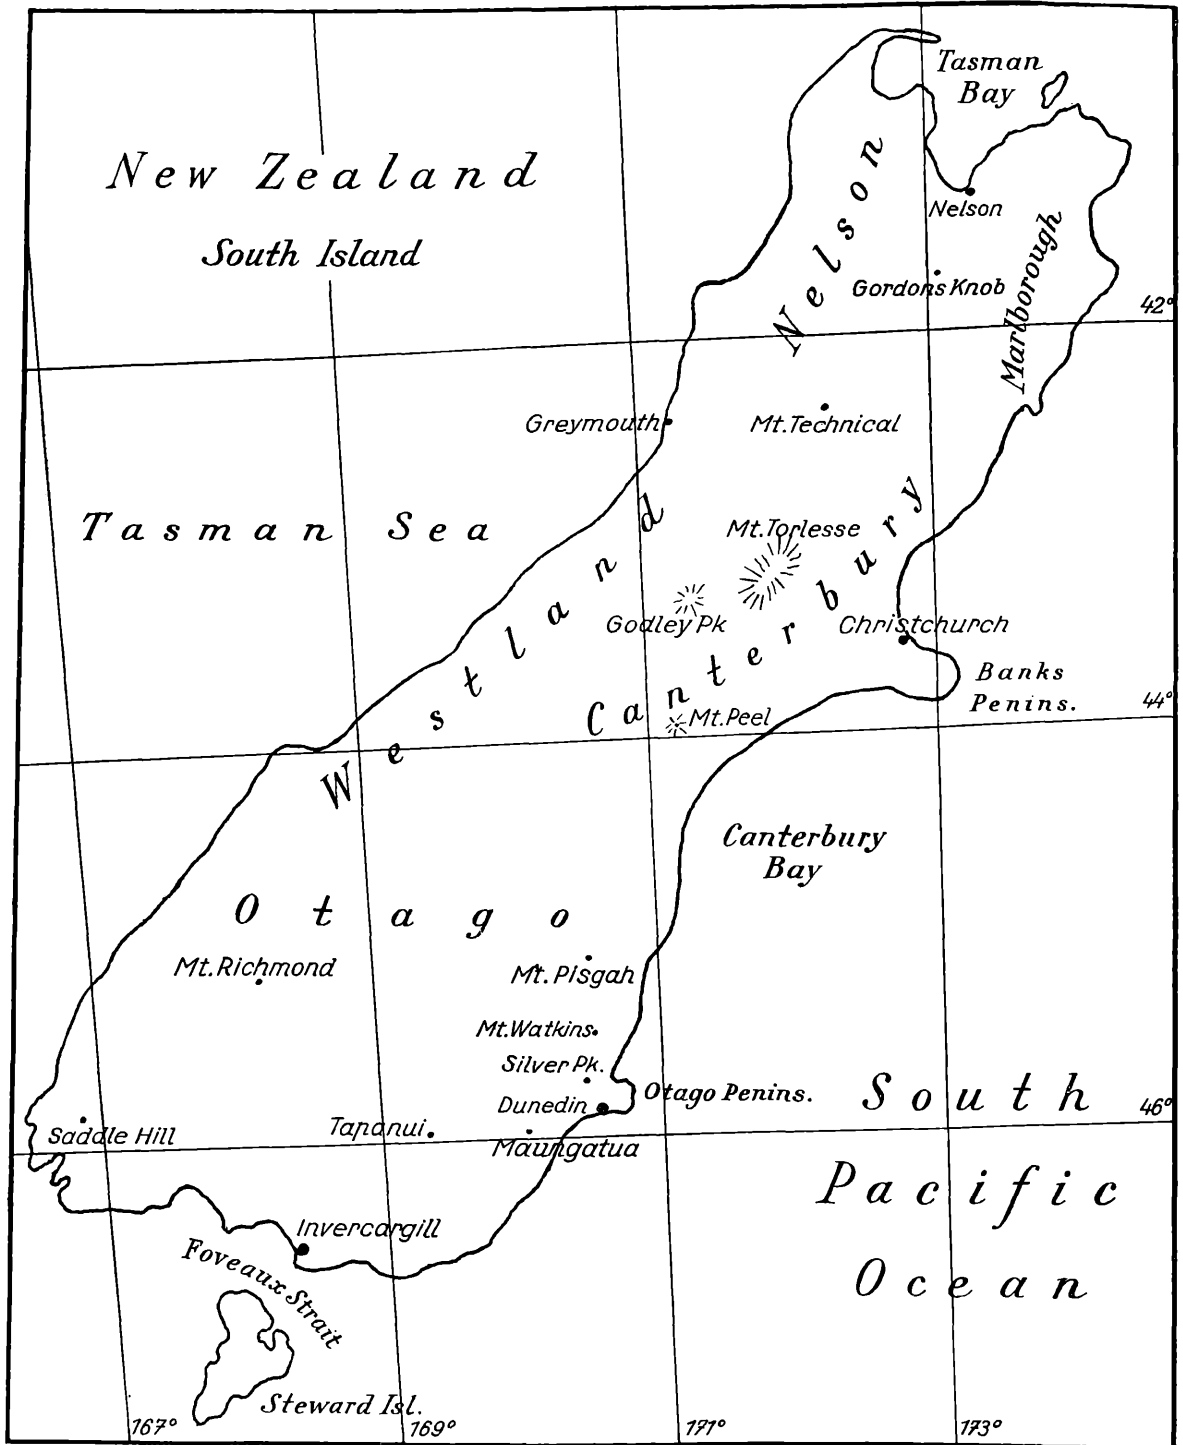 Tasman
Bay
New Zealand
South Island
Nelson
Nelson
Marlborough
Gordons Knob
42°
Greymouth
Mt. Technical
Tasman Sea
Westland
Mt. Torlesse
Canterbury
Godley Pk
Christchurch
Banks
Penins.
44°
Mt. Peel
Canterbury
Bay
Otago
Mt. Richmond
Mt. Pisgah
Mt. Watkins
Silver Pk.
Otago Penins.
Dunedin
South
46°
Saddle Hill
Tapanui
Maungatua
Pacific
Invercargill
Foveaux Strait
Ocean
Steward Isl.
167°
169°
171°
173°